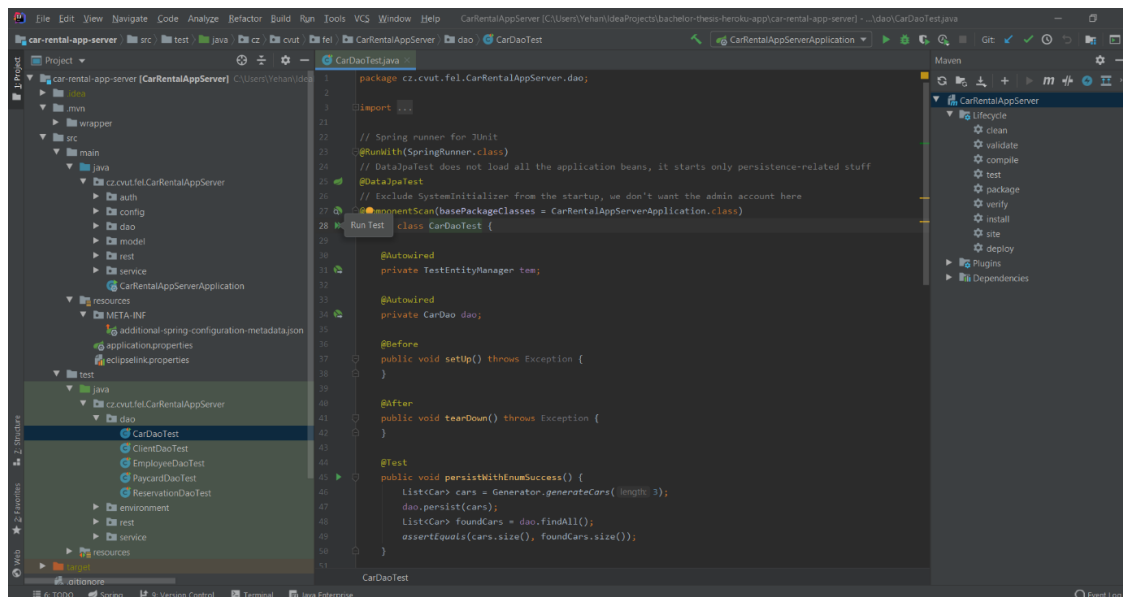 File Edit View Navigate Code Analyze Refactor Build Run Tools VCS Window Help CarRentalAppServer [C:\Users\Yehan\IdeaProjects\bachelor-thesis-heroku-app\car-rental-app-server] - ...\dao\CarDaoTest.java
car-rental-app-server src test java cz cvut fel CarRentalAppServer dao CarDaoTest CarRentalAppServerApplication Git:
1: Project
Project
car-rental-app-server [CarRentalAppServer] C:\Users\Yehan\Idea
.idea
.mvn
wrapper
src
main
java
cz.cvut.fel.CarRentalAppServer
auth
config
dao
model
rest
service
CarRentalAppServerApplication
resources
META-INF
additional-spring-configuration-metadata.json
application.properties
eclipselink.properties
test
java
cz.cvut.fel.CarRentalAppServer
dao
CarDaoTest
ClientDaoTest
EmployeeDaoTest
PaycardDaoTest
ReservationDaoTest
environment
rest
service
resources
target
.gitignore
Z: Structure
2: Favorites
Web
CarDaoTest.java
1 package cz.cvut.fel.CarRentalAppServer.dao;
2
3 import ...
21
22 // Spring runner for JUnit
23 @RunWith(SpringRunner.class)
24 // DataJpaTest does not load all the application beans, it starts only persistence-related stuff
25 @DataJpaTest
26 // Exclude SystemInitializer from the startup, we don't want the admin account here
27 @ComponentScan(basePackageClasses = CarRentalAppServerApplication.class)
28 Run Test class CarDaoTest {
29
30 @Autowired
31 private TestEntityManager tem;
32
33 @Autowired
34 private CarDao dao;
35
36 @Before
37 public void setUp() throws Exception {
38 }
39
40 @After
41 public void tearDown() throws Exception {
42 }
43
44 @Test
45 public void persistWithEnumSuccess() {
46 List<Car> cars = Generator.generateCars( length: 3);
47 dao.persist(cars);
48 List<Car> foundCars = dao.findAll();
49 assertEquals(cars.size(), foundCars.size());
50 }
51
CarDaoTest
Maven
CarRentalAppServer
Lifecycle
clean
validate
compile
test
package
verify
install
site
deploy
Plugins
Dependencies
6: TODO Spring 9: Version Control Terminal Java Enterprise Event Log